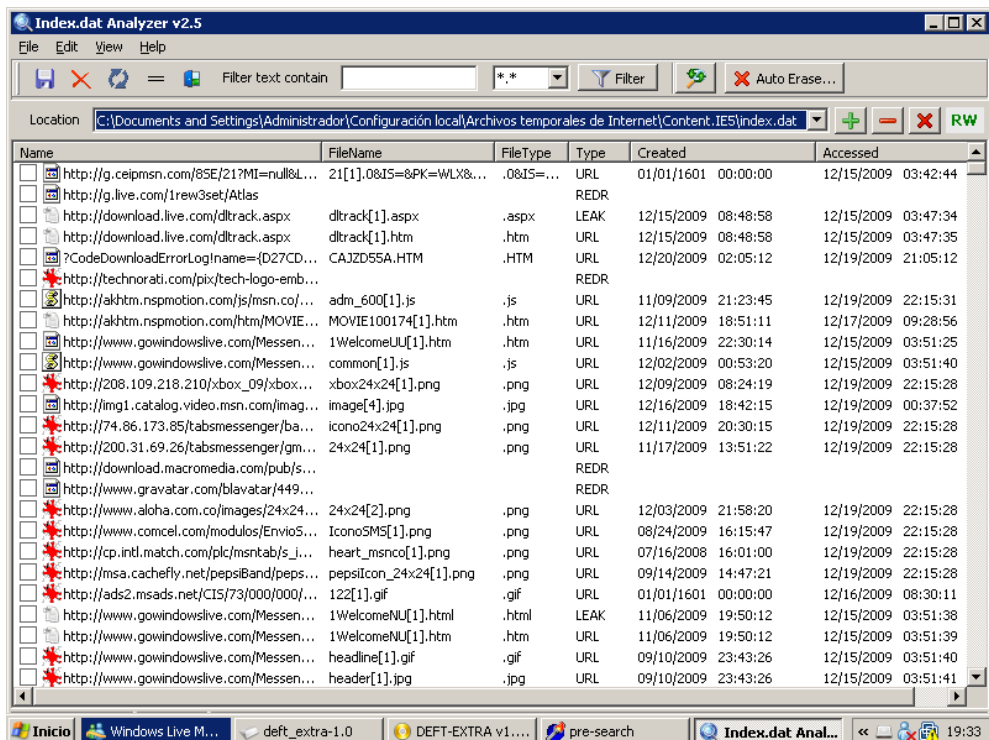 Index.dat Analyzer v2.5
File Edit View Help
Filter text contain *.* Filter Auto Erase...
Location C:\Documents and Settings\Administrador\Configuración local\Archivos temporales de Internet\Content.IE5\index.dat RW
Name FileName FileType Type Created Accessed
http://g.ceipmsn.com/8SE/21?MI=null&L... 21[1].0&IS=&PK=WLX&... .0&IS=... URL 01/01/1601 00:00:00 12/15/2009 03:42:44
http://g.live.com/1rew3set/Atlas REDR
http://download.live.com/dltrack.aspx dltrack[1].aspx .aspx LEAK 12/15/2009 08:48:58 12/15/2009 03:47:34
http://download.live.com/dltrack.aspx dltrack[1].htm .htm URL 12/15/2009 08:48:58 12/15/2009 03:47:35
?CodeDownloadErrorLog!name={D27CD... CAJZD55A.HTM .HTM URL 12/20/2009 02:05:12 12/19/2009 21:05:12
http://technorati.com/pix/tech-logo-emb... REDR
http://akhtm.nspmotion.com/js/msn.co/... adm_600[1].js .js URL 11/09/2009 21:23:45 12/19/2009 22:15:31
http://akhtm.nspmotion.com/htm/MOVIE... MOVIE100174[1].htm .htm URL 12/11/2009 18:51:11 12/17/2009 09:28:56
http://www.gowindowslive.com/Messen... 1WelcomeUU[1].htm .htm URL 11/16/2009 22:30:14 12/15/2009 03:51:25
http://www.gowindowslive.com/Messen... common[1].js .js URL 12/02/2009 00:53:20 12/15/2009 03:51:40
http://208.109.218.210/xbox_09/xbox... xbox24x24[1].png .png URL 12/09/2009 08:24:19 12/19/2009 22:15:28
http://img1.catalog.video.msn.com/imag... image[4].jpg .jpg URL 12/16/2009 18:42:15 12/19/2009 00:37:52
http://74.86.173.85/tabsmessenger/ba... icono24x24[1].png .png URL 12/11/2009 20:30:15 12/19/2009 22:15:28
http://200.31.69.26/tabsmessenger/gm... 24x24[1].png .png URL 11/17/2009 13:51:22 12/19/2009 22:15:28
http://download.macromedia.com/pub/s... REDR
http://www.gravatar.com/blavatar/449... REDR
http://www.aloha.com.co/images/24x24... 24x24[2].png .png URL 12/03/2009 21:58:20 12/19/2009 22:15:28
http://www.comcel.com/modulos/EnvioS... IconoSMS[1].png .png URL 08/24/2009 16:15:47 12/19/2009 22:15:28
http://cp.intl.match.com/plc/msntab/s_i... heart_msnco[1].png .png URL 07/16/2008 16:01:00 12/19/2009 22:15:28
http://msa.cachefly.net/pepsiBand/peps... pepsiIcon_24x24[1].png .png URL 09/14/2009 14:47:21 12/19/2009 22:15:28
http://ads2.msads.net/CIS/73/000/000/... 122[1].gif .gif URL 01/01/1601 00:00:00 12/16/2009 08:30:11
http://www.gowindowslive.com/Messen... 1WelcomeNU[1].html .html LEAK 11/06/2009 19:50:12 12/15/2009 03:51:38
http://www.gowindowslive.com/Messen... 1WelcomeNU[1].htm .htm URL 11/06/2009 19:50:12 12/15/2009 03:51:39
http://www.gowindowslive.com/Messen... headline[1].gif .gif URL 09/10/2009 23:43:26 12/15/2009 03:51:40
http://www.gowindowslive.com/Messen... header[1].jpg .jpg URL 09/10/2009 23:43:26 12/15/2009 03:51:41
Inicio Windows Live M... deft_extra-1.0 DEFT-EXTRA v1.... pre-search Index.dat Anal... « 19:33